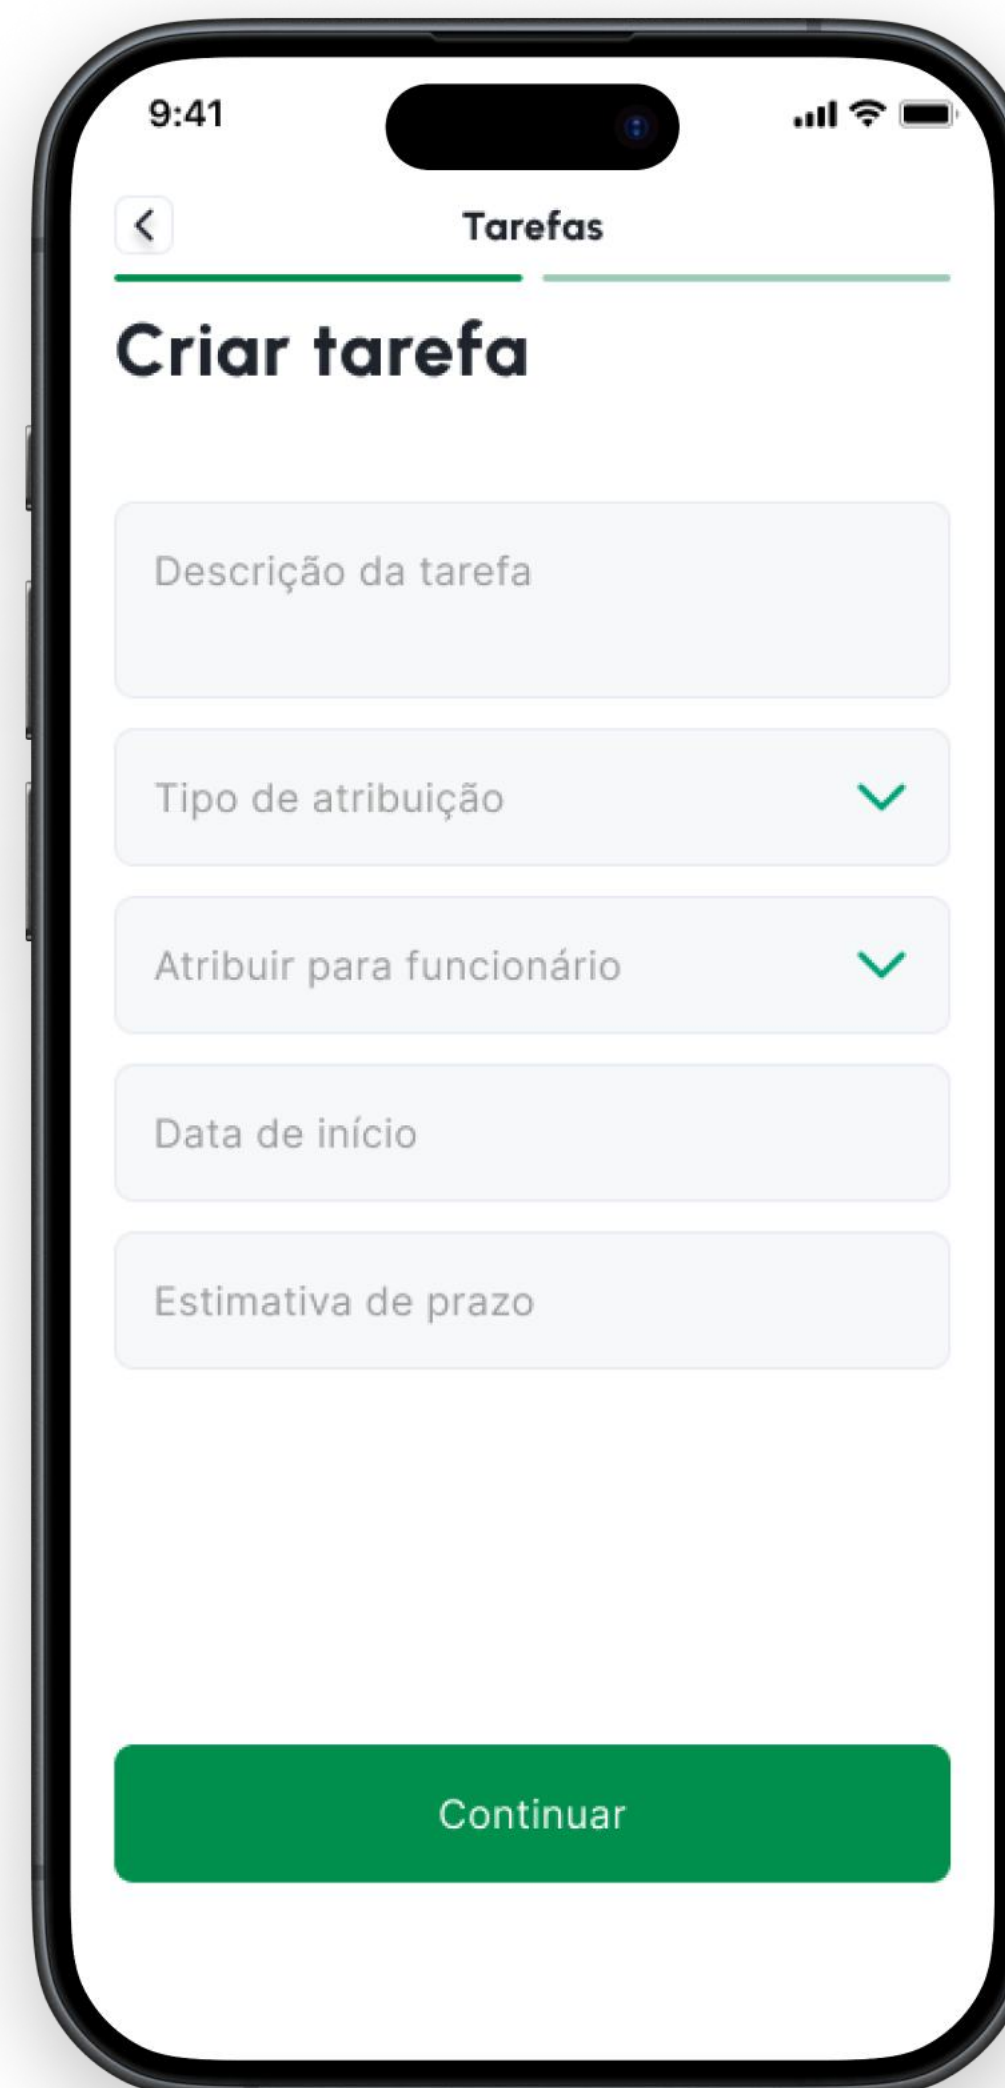 9:41
Tarefas
Criar tarefa
Descrição da tarefa
Tipo de atribuição
Atribuir para funcionário
Data de início
Estimativa de prazo
Continuar